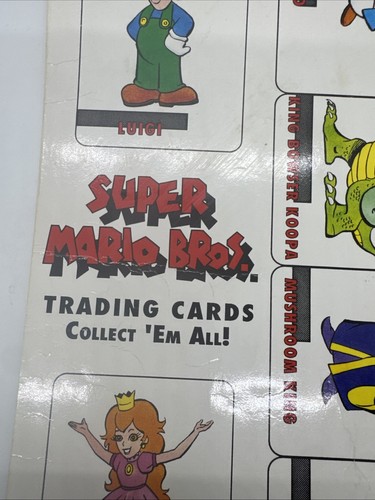 LUIGI
SUPER
MARIO BROS.
TRADING CARDS
COLLECT 'EM ALL!
KING BOWSER KOOPA
MUSHROOM KING